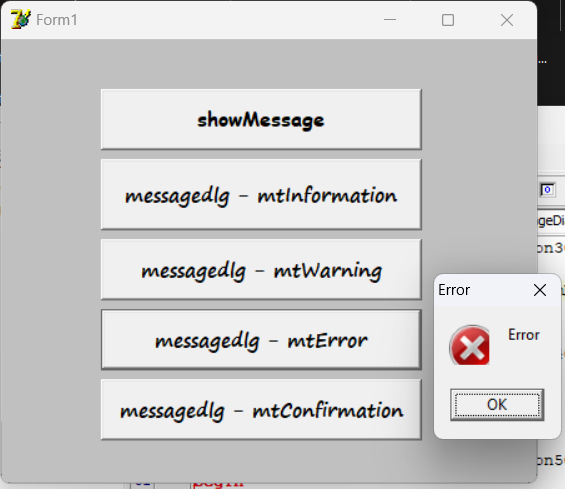 Form1
...
showMessage
messagedlg - mtInformation
messagedlg - mtWarning
messagedlg - mtError
messagedlg - mtConfirmation
Error
Error
OK